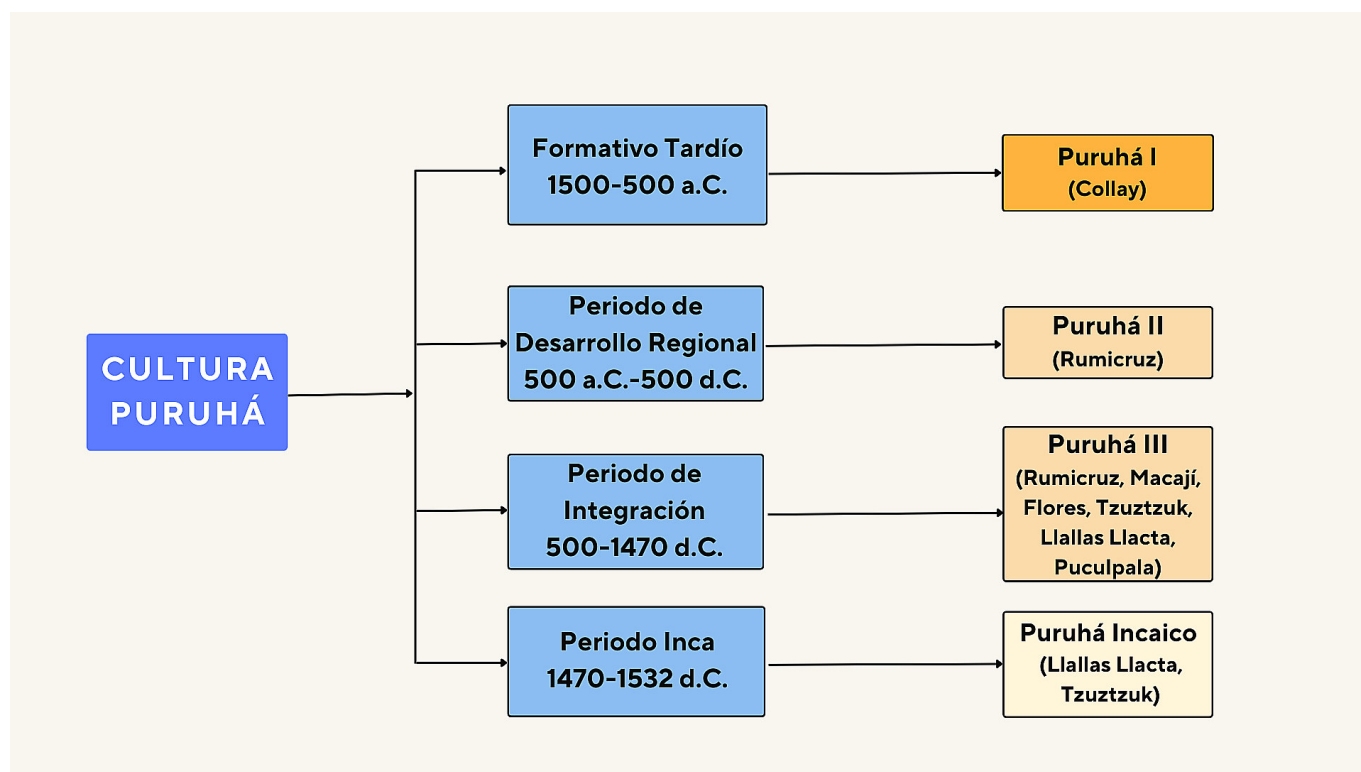 CULTURA
PURUHÁ
Formativo Tardío
1500-500 a.C.
Puruhá I
(Collay)
Periodo de
Desarrollo Regional
500 a.C.-500 d.C.
Puruhá II
(Rumicruz)
Periodo de
Integración
500-1470 d.C.
Puruhá III
(Rumicruz, Macají,
Flores, Tzuztzuk,
Llallas Llacta,
Puculpala)
Periodo Inca
1470-1532 d.C.
Puruhá Incaico
(Llallas Llacta,
Tzuztzuk)